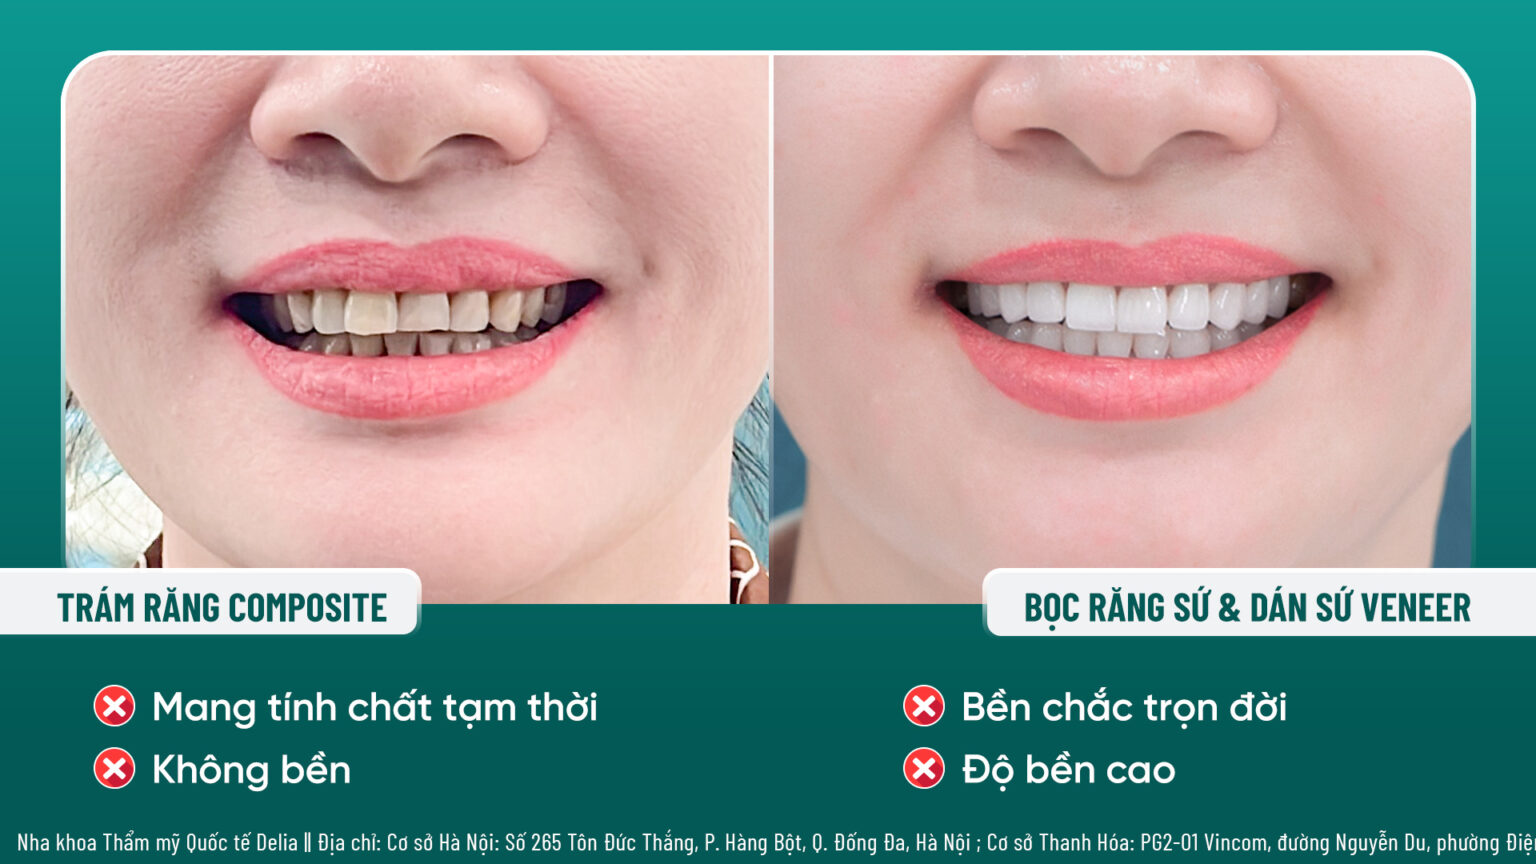 TRÁM RĂNG COMPOSITE
Mang tính chất tạm thời
Không bền
BỌC RĂNG SỨ & DÁN SỨ VENEER
Bền chắc trọn đời
Độ bền cao
Nha khoa Thẩm mỹ Quốc tế Delia || Địa chỉ: Cơ sở Hà Nội: Số 265 Tôn Đức Thắng, P. Hàng Bột, Q. Đống Đa, Hà Nội ; Cơ sở Thanh Hóa: PG2-01 Vincom, đường Nguyễn Du, phường Điệ